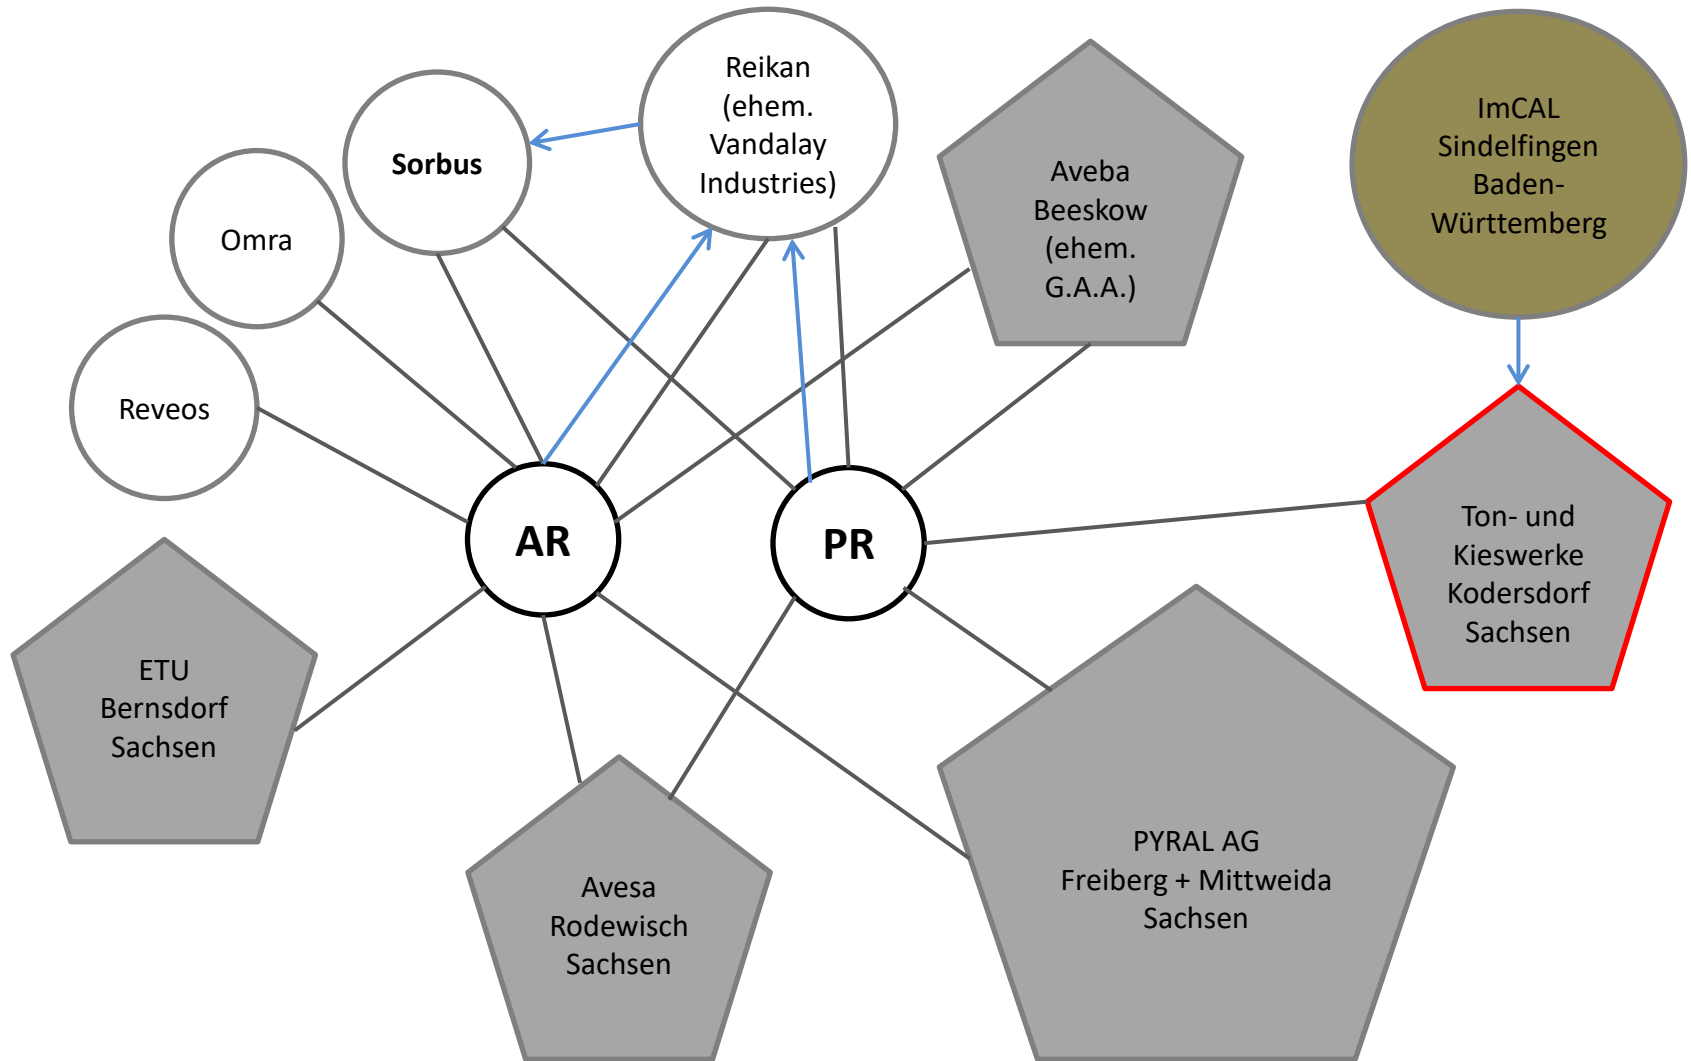 Reikan
(ehem.
Vandalay
Industries)
Sorbus
Omra
Reveos
Aveba
Beeskow
(ehem.
G.A.A.)
ImCAL
Sindelfingen
Baden-
Württemberg
AR
PR
Ton- und
Kieswerke
Kodersdorf
Sachsen
ETU
Bernsdorf
Sachsen
Avesa
Rodewisch
Sachsen
PYRAL AG
Freiberg + Mittweida
Sachsen